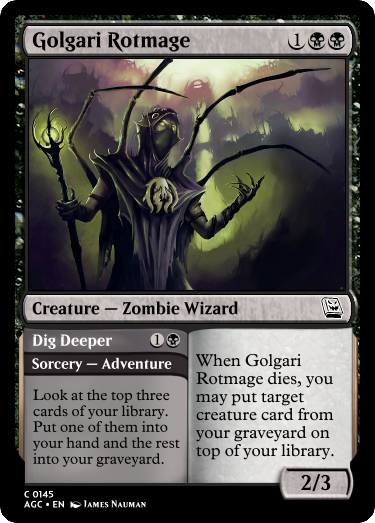 Golgari Rotmage 1
Creature — Zombie Wizard
Dig Deeper 1
Sorcery — Adventure
Look at the top three
cards of your library.
Put one of them into
your hand and the rest
into your graveyard.
When Golgari
Rotmage dies, you
may put target
creature card from
your graveyard on
top of your library.
2/3
C 0145
AGC • EN James Nauman